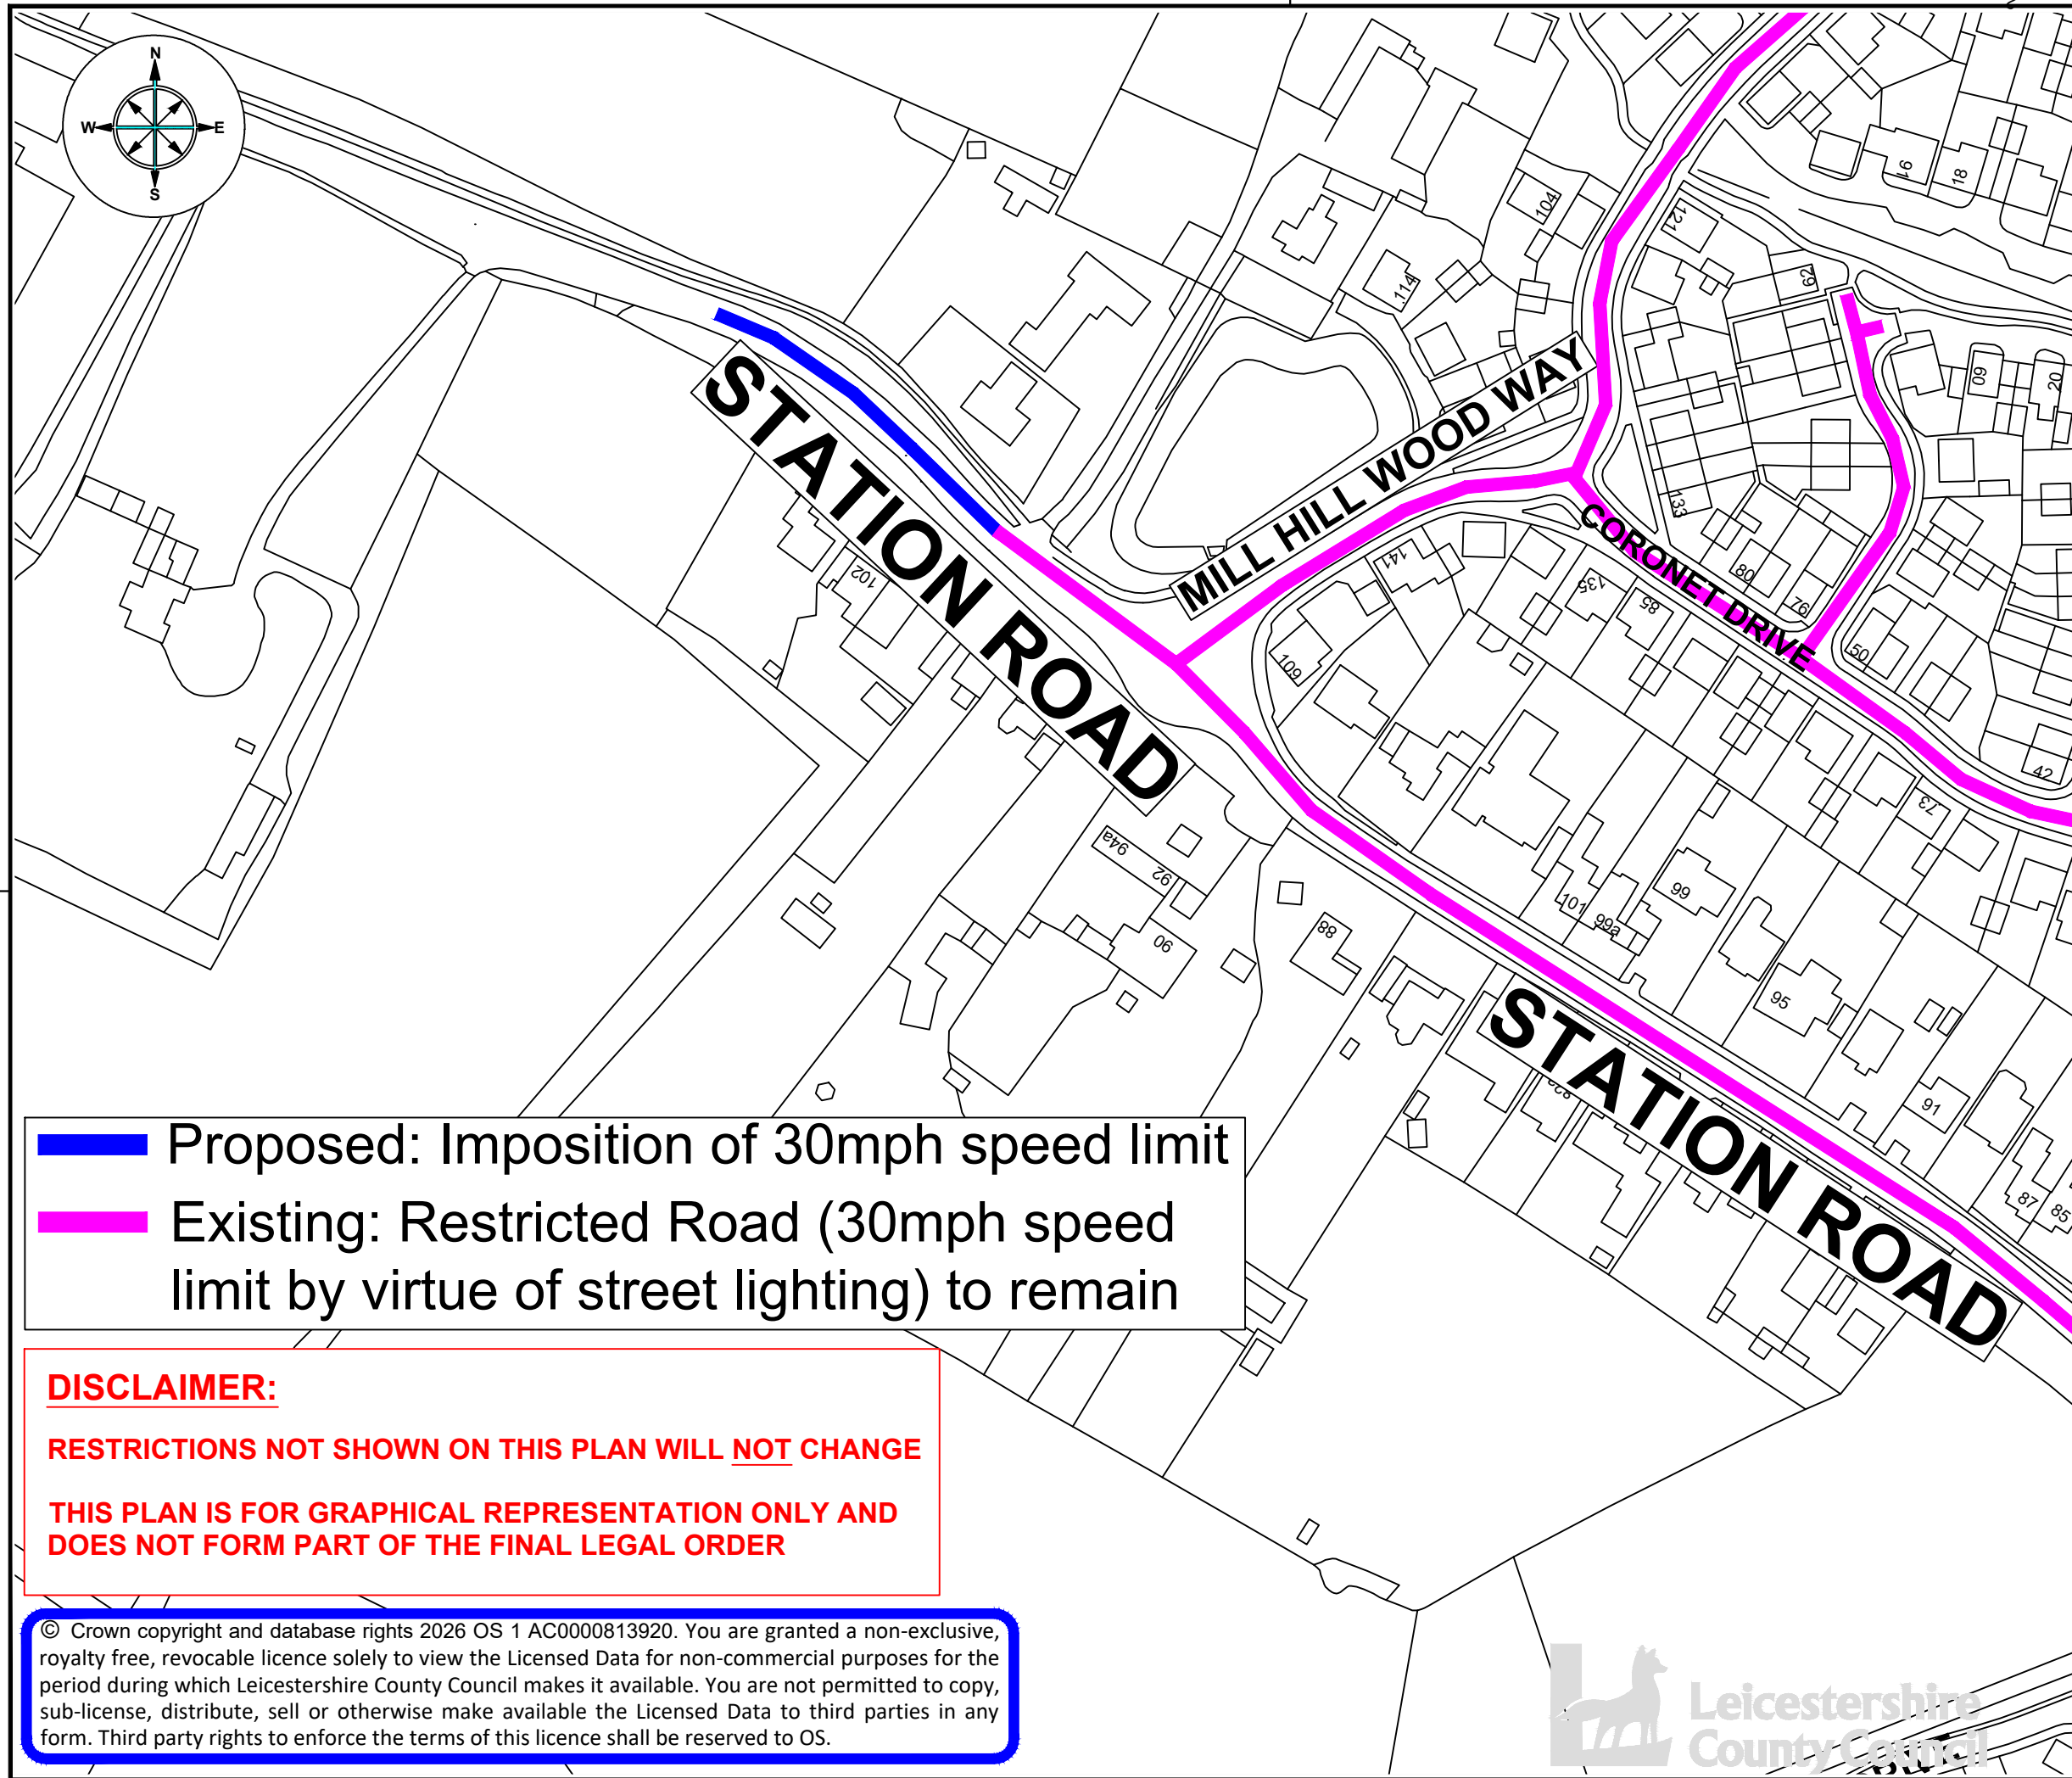 N
W
E
S
91
18
104
121
62
114
60
20
STATION ROAD
MILL HILL WOOD WAY
133
CORONET DRIVE
102
141
135
85
80
76
50
109
42
73
94a
92
90
88
101
99a
99
95
91
87
85
STATION ROAD
Proposed: Imposition of 30mph speed limit
Existing: Restricted Road (30mph speed
limit by virtue of street lighting) to remain
DISCLAIMER:
RESTRICTIONS NOT SHOWN ON THIS PLAN WILL NOT CHANGE
THIS PLAN IS FOR GRAPHICAL REPRESENTATION ONLY AND
DOES NOT FORM PART OF THE FINAL LEGAL ORDER
© Crown copyright and database rights 2026 OS 1 AC0000813920. You are granted a non-exclusive,
royalty free, revocable licence solely to view the Licensed Data for non-commercial purposes for the
period during which Leicestershire County Council makes it available. You are not permitted to copy,
sub-license, distribute, sell or otherwise make available the Licensed Data to third parties in any
form. Third party rights to enforce the terms of this licence shall be reserved to OS.
Leicestershire
County Council